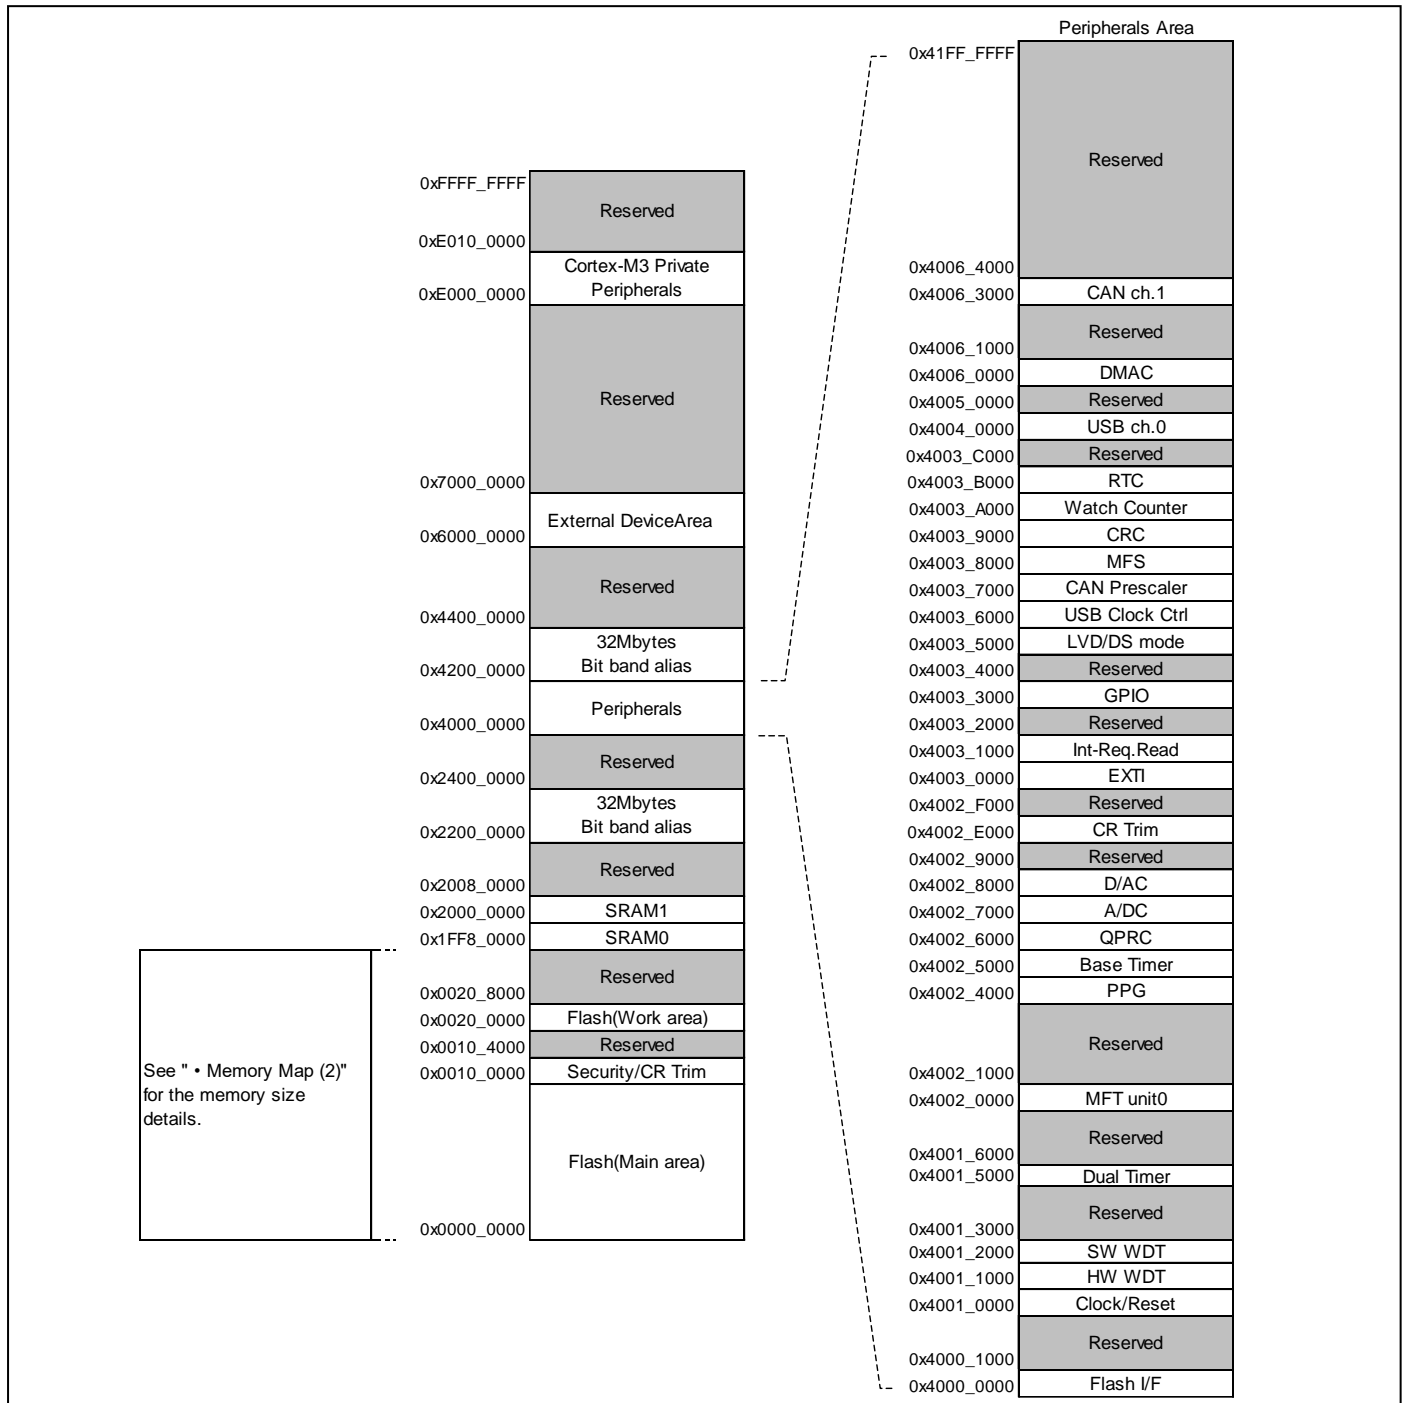 Peripherals Area
0x41FF_FFFF
Reserved
0x4006_4000
0x4006_3000 CAN ch.1
Reserved
0x4006_1000
0x4006_0000 DMAC
0x4005_0000 Reserved
0x4004_0000 USB ch.0
0x4003_C000 Reserved
0x4003_B000 RTC
0x4003_A000 Watch Counter
0x4003_9000 CRC
0x4003_8000 MFS
0x4003_7000 CAN Prescaler
0x4003_6000 USB Clock Ctrl
0x4003_5000 LVD/DS mode
0x4003_4000 Reserved
0x4003_3000 GPIO
0x4003_2000 Reserved
0x4003_1000 Int-Req.Read
0x4003_0000 EXTI
0x4002_F000 Reserved
0x4002_E000 CR Trim
0x4002_9000 Reserved
0x4002_8000 D/AC
0x4002_7000 A/DC
0x4002_6000 QPRC
0x4002_5000 Base Timer
0x4002_4000 PPG
Reserved
0x4002_1000
0x4002_0000 MFT unit0
Reserved
0x4001_6000
0x4001_5000 Dual Timer
Reserved
0x4001_3000
0x4001_2000 SW WDT
0x4001_1000 HW WDT
0x4001_0000 Clock/Reset
Reserved
0x4000_1000
0x4000_0000 Flash I/F
0xFFFF_FFFF
Reserved
0xE010_0000
Cortex-M3 Private
0xE000_0000 Peripherals
Reserved
0x7000_0000
External DeviceArea
0x6000_0000
Reserved
0x4400_0000
32Mbytes
0x4200_0000 Bit band alias
Peripherals
0x4000_0000
Reserved
0x2400_0000
32Mbytes
0x2200_0000 Bit band alias
Reserved
0x2008_0000
0x2000_0000 SRAM1
0x1FF8_0000 SRAM0
Reserved
0x0020_8000
0x0020_0000 Flash(Work area)
0x0010_4000 Reserved
0x0010_0000 Security/CR Trim
Flash(Main area)
0x0000_0000
See " • Memory Map (2)"
for the memory size
details.